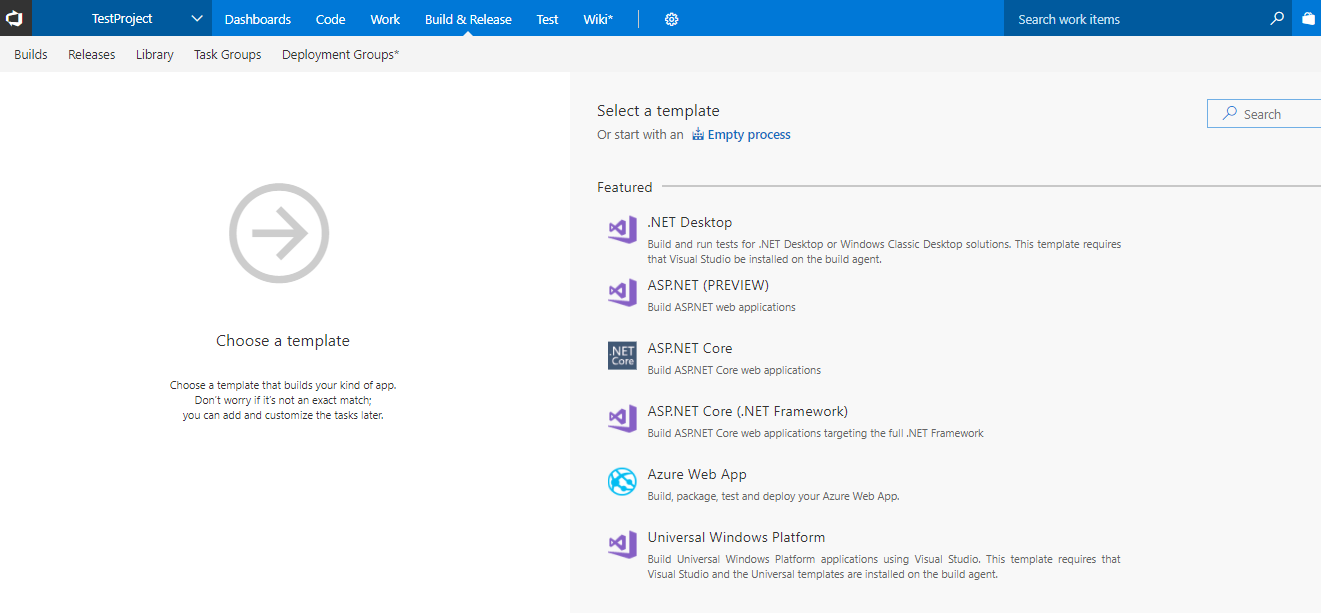 TestProject
Dashboards
Code
Work
Build & Release
Test
Wiki*
Search work items
Builds
Releases
Library
Task Groups
Deployment Groups*
Choose a template
Choose a template that builds your kind of app.
Don't worry if it's not an exact match;
you can add and customize the tasks later.
Select a template
Or start with an Empty process
Search
Featured
.NET Desktop
Build and run tests for .NET Desktop or Windows Classic Desktop solutions. This template requires
that Visual Studio be installed on the build agent.
ASP.NET (PREVIEW)
Build ASP.NET web applications
.NET
Core
ASP.NET Core
Build ASP.NET Core web applications
ASP.NET Core (.NET Framework)
Build ASP.NET Core web applications targeting the full .NET Framework
Azure Web App
Build, package, test and deploy your Azure Web App.
Universal Windows Platform
Build Universal Windows Platform applications using Visual Studio. This template requires that
Visual Studio and the Universal templates are installed on the build agent.